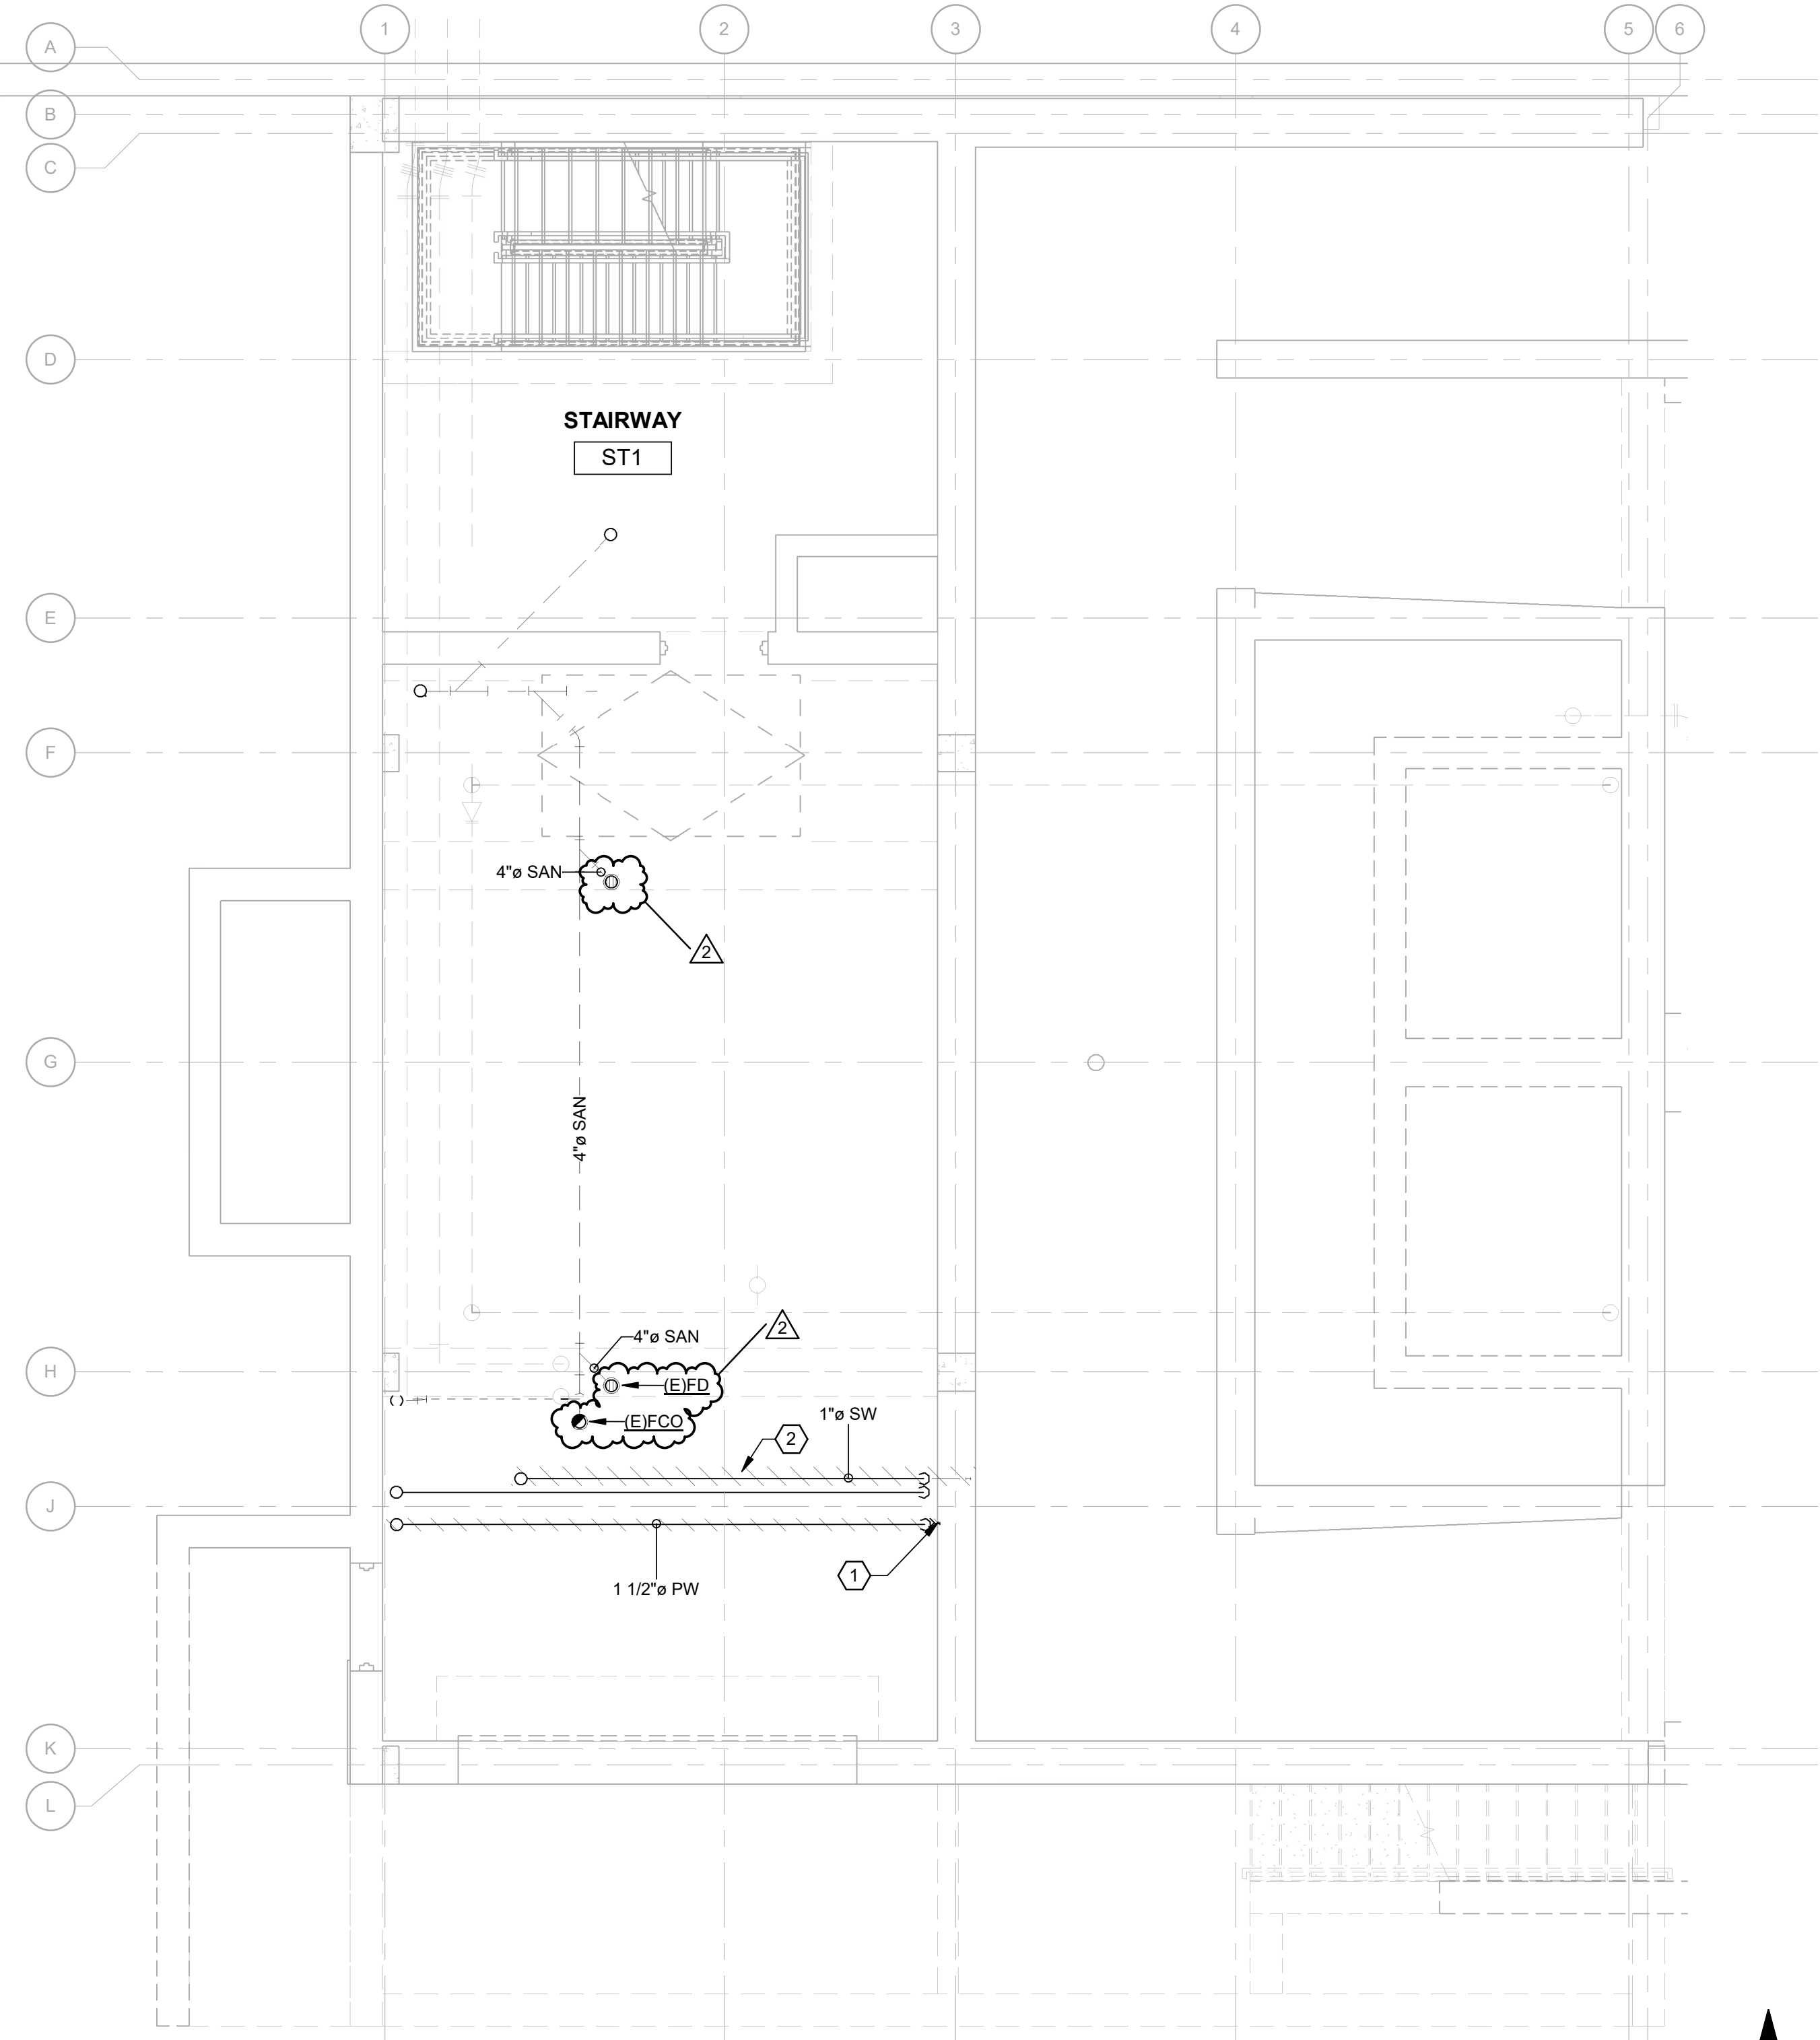 1
2
3
4
5
6
A
B
C
D
STAIRWAY
ST1
E
F
4"ø SAN
2
G
4"ø SAN
2
4"ø SAN
H
(E)FD
1"ø SW
(E)FCO
2
J
1
1 1/2"ø PW
K
L